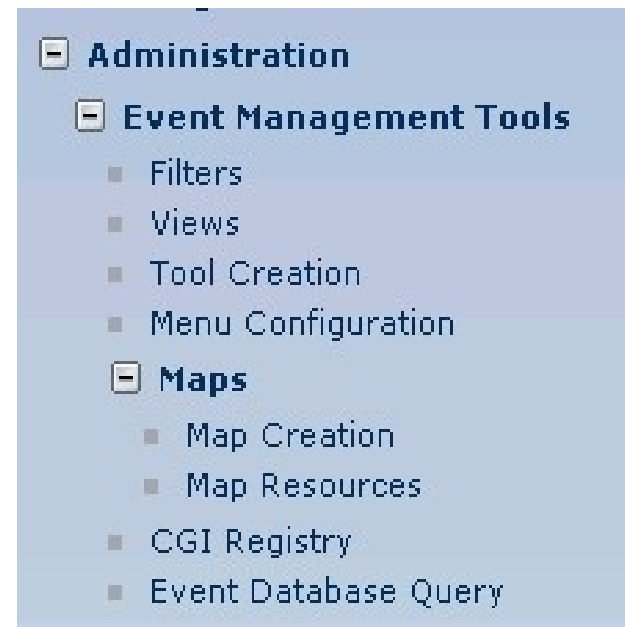 Administration
Event Management Tools
Filters
Views
Tool Creation
Menu Configuration
Maps
Map Creation
Map Resources
CGI Registry
Event Database Query